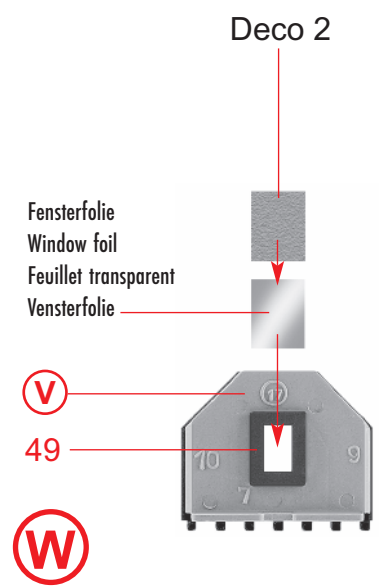 Deco 2
Fensterfolie
Window foil
Feuillet transparent
Vensterfolie
V
17
49
10
9
7
W